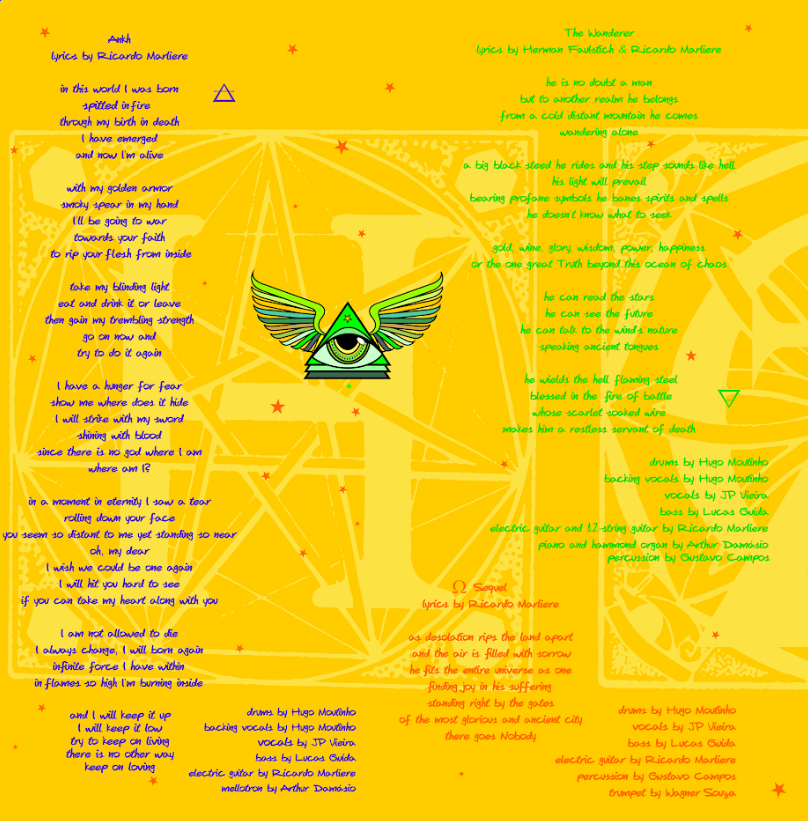 Ankh
lyrics by Ricardo Marliere
in this world I was born
spitted in fire
through my birth in death
I have emerged
and now I'm alive
with my golden armor
smoky spear in my hand
I'll be going to war
towards your faith
to rip your flesh from inside
take my blinding light
eat and drink it or leave
then gain my trembling strength
go on now and
try to do it again
I have a hunger for fear
show me where does it hide
I will strike with my sword
shining with blood
since there is no god where I am
where am I?
in a moment in eternity I saw a tear
rolling down your face
you seem so distant to me yet standing so near
oh, my dear
I wish we could be one again
I will hit you hard to see
if you can take my heart along with you
I am not allowed to die
I always change, I will born again
infinite force I have within
in flames so high I'm burning inside
and I will keep it up
I will keep it low
try to keep on living
there is no other way
keep on loving
drums by Hugo Moutinho
backing vocals by Hugo Moutinho
vocals by JP Vieira
bass by Lucas Guida
electric guitar by Ricardo Marliere
mellotron by Arthur Damásio
The Wanderer
lyrics by Herman Faulstich & Ricardo Marliere
he is no doubt a man
but to another realm he belongs
from a cold distant mountain he comes
wandering alone
a big black steed he rides and his step sounds like hell
his light will prevail
bearing profane symbols he banes spirits and spells
he doesn't know what to seek
gold, wine, glory, wisdom, power, happiness
or the one great Truth beyond this ocean of chaos
he can read the stars
he can see the future
he can talk to the wind's nature
speaking ancient tongues
he wields the hell flaming steel
blessed in the fire of battle
whose scarlet soaked wire
makes him a restless servant of death
drums by Hugo Moutinho
backing vocals by Hugo Moutinho
vocals by JP Vieira
bass by Lucas Guida
electric guitar and 12 string guitar by Ricardo Marliere
piano and hammond organ by Arthur Damásio
percussion by Gustavo Campos
Ω Sequel
lyrics by Ricardo Marliere
as desolation rips the land apart
and the air is filled with sorrow
he fits the entire universe as one
finding joy in his suffering
standing right by the gates
of the most glorious and ancient city
there goes Nobody
drums by Hugo Moutinho
vocals by JP Vieira
bass by Lucas Guida
electric guitar by Ricardo Marliere
percussion by Gustavo Campos
trumpet by Wagner Souza